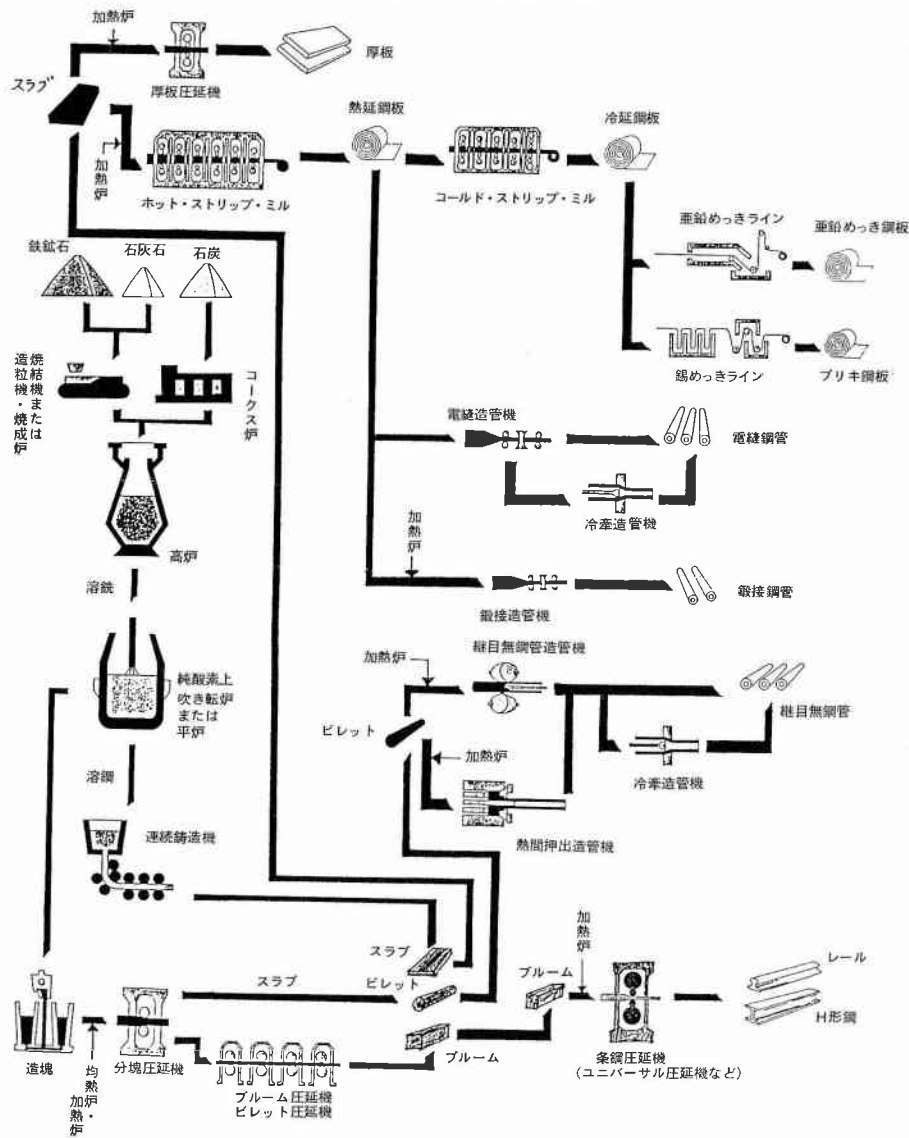 加熱炉
厚板
厚板圧延機
スラブ
加熱炉
ホット・ストリップ・ミル
熱延鋼板
コールド・ストリップ・ミル
冷延鋼板
亜鉛めっきライン
亜鉛めっき鋼板
錫めっきライン
ブリキ鋼板
鉄鉱石
石灰石
石炭
焼結機または
造粒機・焼成炉
コークス炉
高炉
溶銑
純酸素上
吹き転炉
または
平炉
溶鋼
連続鋳造機
電縫造管機
電縫鋼管
冷牽造管機
加熱炉
鍛接造管機
鍛接鋼管
加熱炉
継目無鋼管造管機
ビレット
加熱炉
継目無鋼管
冷牽造管機
熱間押出造管機
スラブ
スラブ
ビレット
ブルーム
ブルーム
加熱炉
レール
H形鋼
条鋼圧延機
(ユニバーサル圧延機など)
造塊
均熱炉・
加熱炉
分塊圧延機
ブルーム圧延機
ビレット圧延機